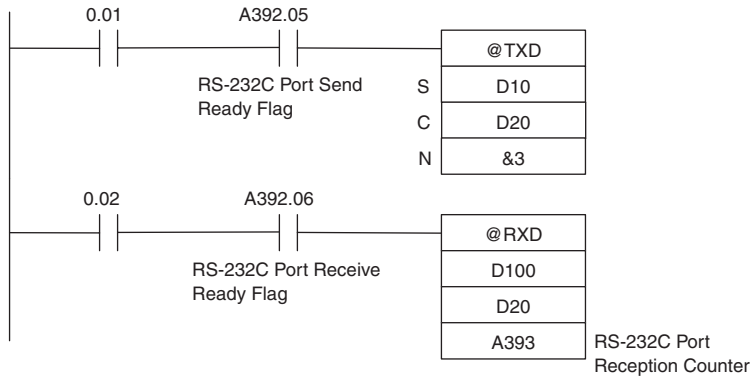 0.01
A392.05
@TXD
RS-232C Port Send
Ready Flag
S
D10
C
D20
N
&3
0.02
A392.06
@RXD
RS-232C Port Receive
Ready Flag
D100
D20
A393
RS-232C Port
Reception Counter